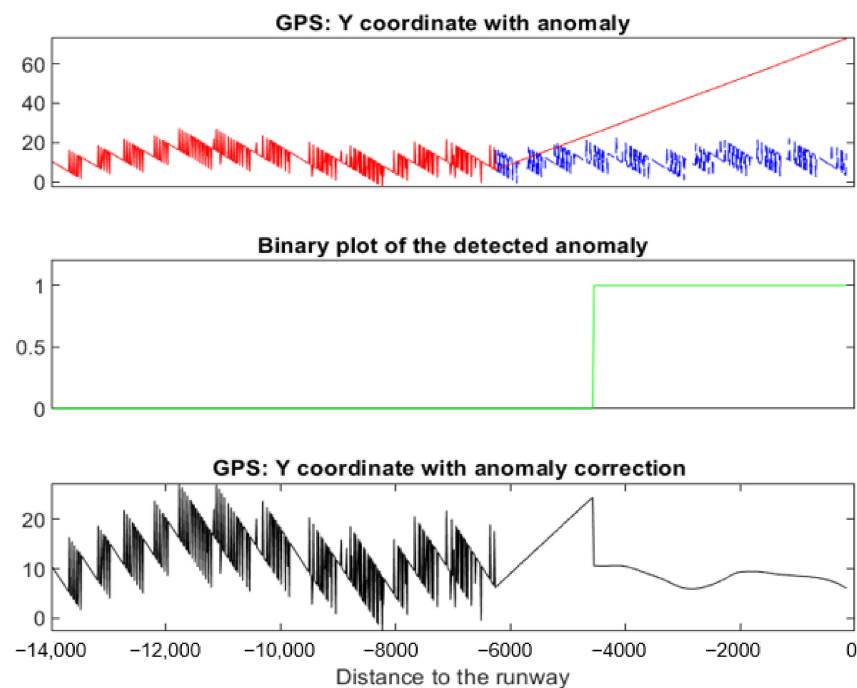 GPS: Y coordinate with anomaly
60
40
20
0
Binary plot of the detected anomaly
1
0.5
0
GPS: Y coordinate with anomaly correction
20
10
0
−14,000 −12,000 −10,000 −8000 −6000 −4000 −2000 0
Distance to the runway